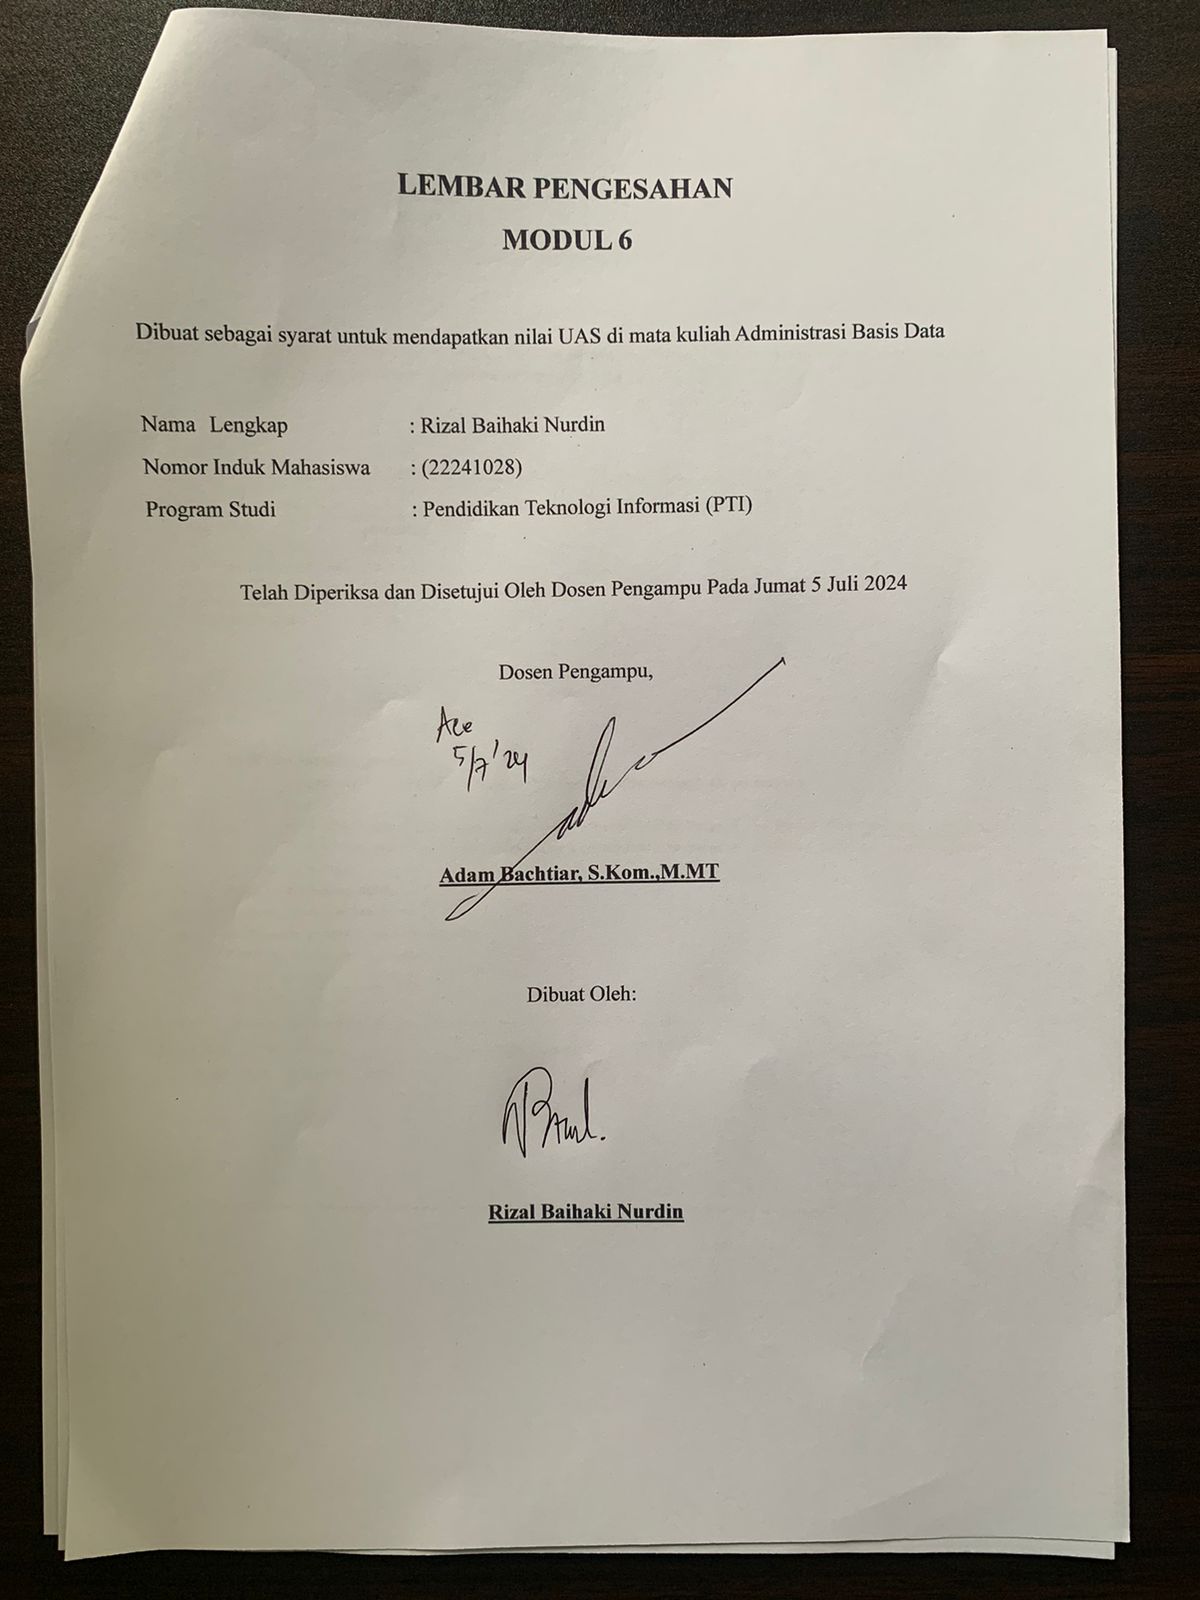 LEMBAR PENGESAHAN
MODUL 6
Dibuat sebagai syarat untuk mendapatkan nilai UAS di mata kuliah Administrasi Basis Data
Nama Lengkap : Rizal Baihaki Nurdin
Nomor Induk Mahasiswa : (22241028)
Program Studi : Pendidikan Teknologi Informasi (PTI)
Telah Diperiksa dan Disetujui Oleh Dosen Pengampu Pada Jumat 5 Juli 2024
Dosen Pengampu,
Acc
5/7'24
Adam Bachtiar, S.Kom.,M.MT
Dibuat Oleh:
Rizal Baihaki Nurdin